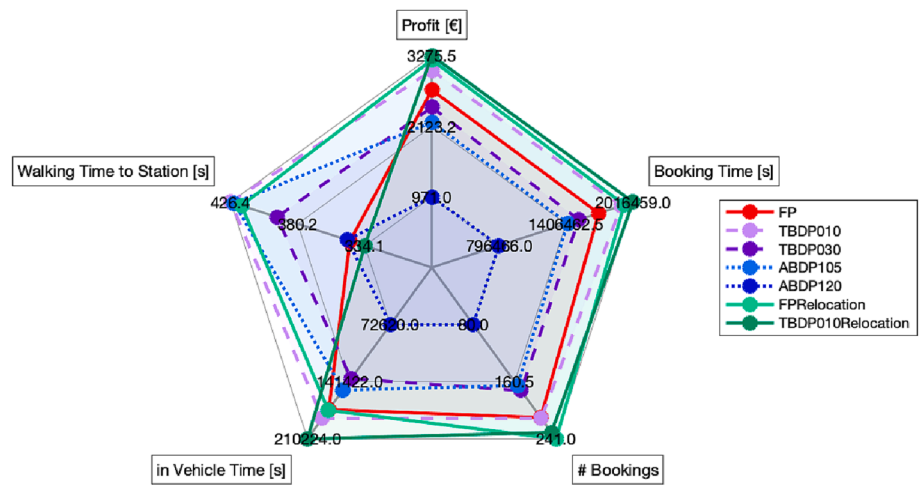 Profit [€]
3275.5
2123.2
971.0
Walking Time to Station [s]
426.4
380.2
334.1
Booking Time [s]
2016459.0
1406462.5
796466.0
72620.0
141422.0
210224.0
80.0
160.5
241.0
in Vehicle Time [s]
# Bookings
FP
TBDP010
TBDP030
ABDP105
ABDP120
FPRelocation
TBDP010Relocation